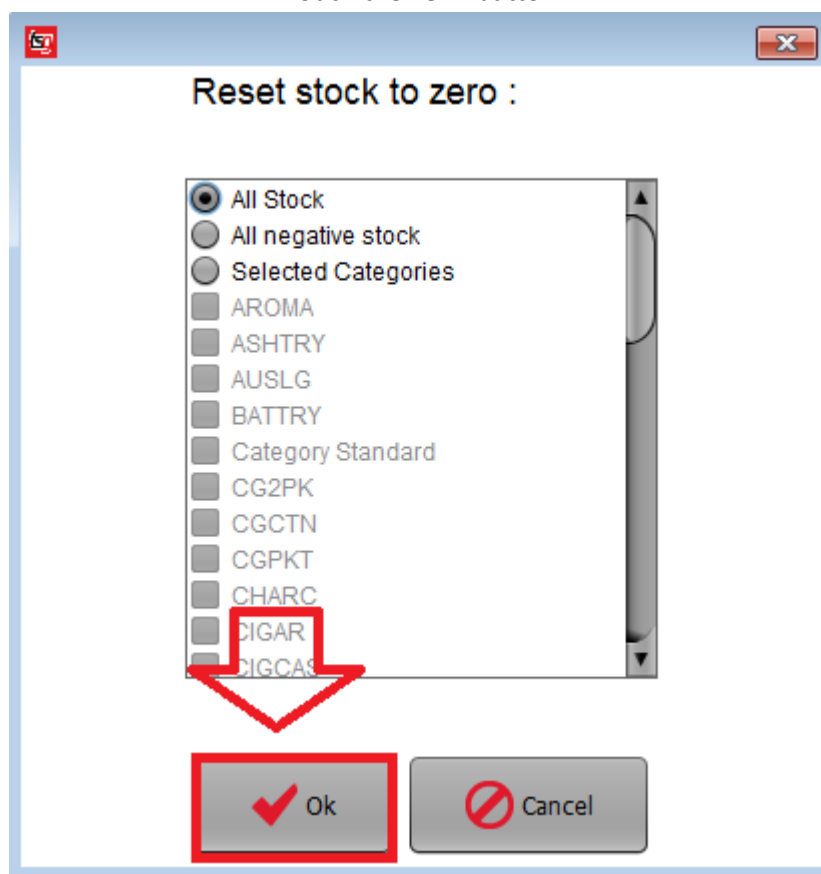 Reset stock to zero :
All Stock
All negative stock
Selected Categories
AROMA
ASHTRY
AUSLG
BATTRY
Category Standard
CG2PK
CGCTN
CGPKT
CHARC
CIGAR
CIGCAS
Ok
Cancel